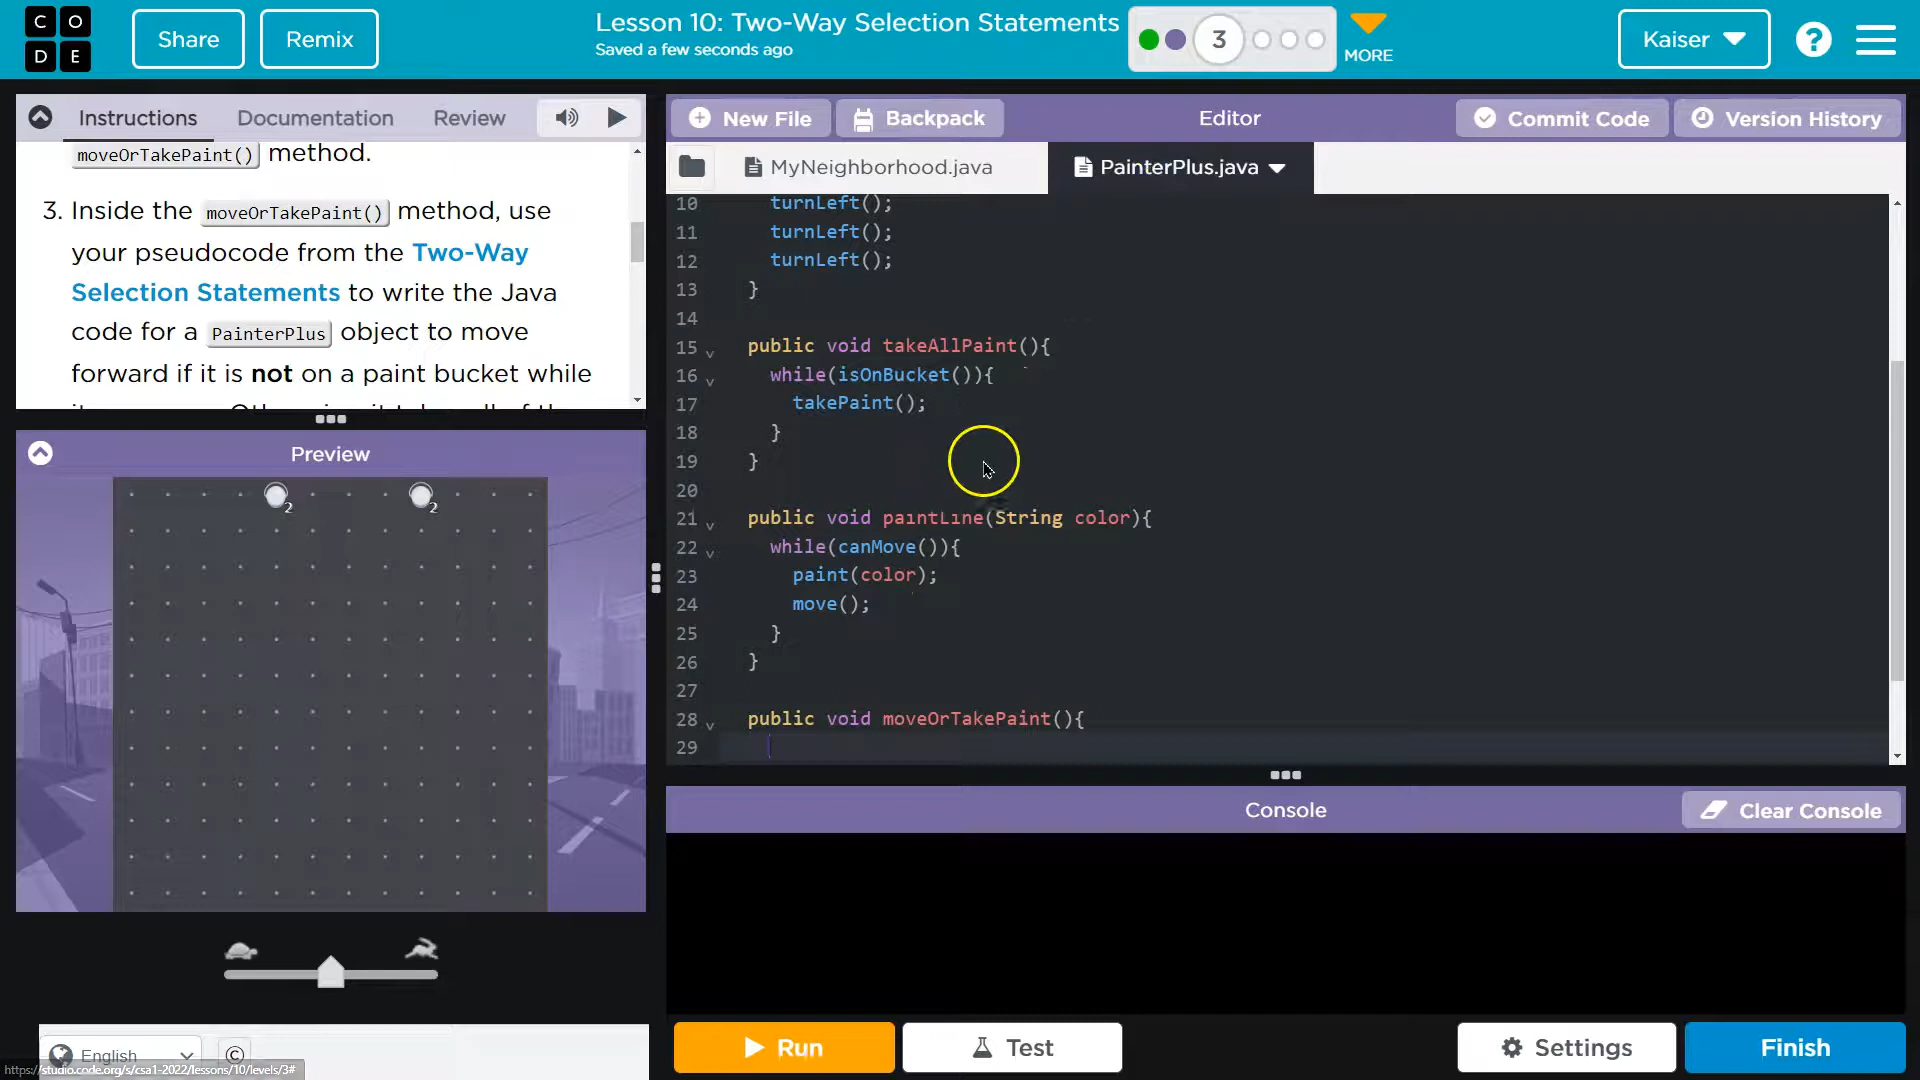 C O D E
Share
Remix
Lesson 10: Two-Way Selection Statements
Saved a few seconds ago
3
MORE
Kaiser
?
Instructions
Documentation
Review
moveOrTakePaint() method.
3. Inside the moveOrTakePaint() method, use
your pseudocode from the Two-Way
Selection Statements to write the Java
code for a PainterPlus object to move
forward if it is not on a paint bucket while
Preview
2
2
English
©
https://studio.code.org/s/csa1-2022/lessons/10/levels/3#
New File
Backpack
Editor
Commit Code
Version History
MyNeighborhood.java
PainterPlus.java
10 turnLeft();
11 turnLeft();
12 turnLeft();
13 }
14
15 public void takeAllPaint(){
16 while(isOnBucket()){
17 takePaint();
18 }
19 }
20
21 public void paintLine(String color){
22 while(canMove()){
23 paint(color);
24 move();
25 }
26 }
27
28 public void moveOrTakePaint(){
29
Console
Clear Console
Run
Test
Settings
Finish